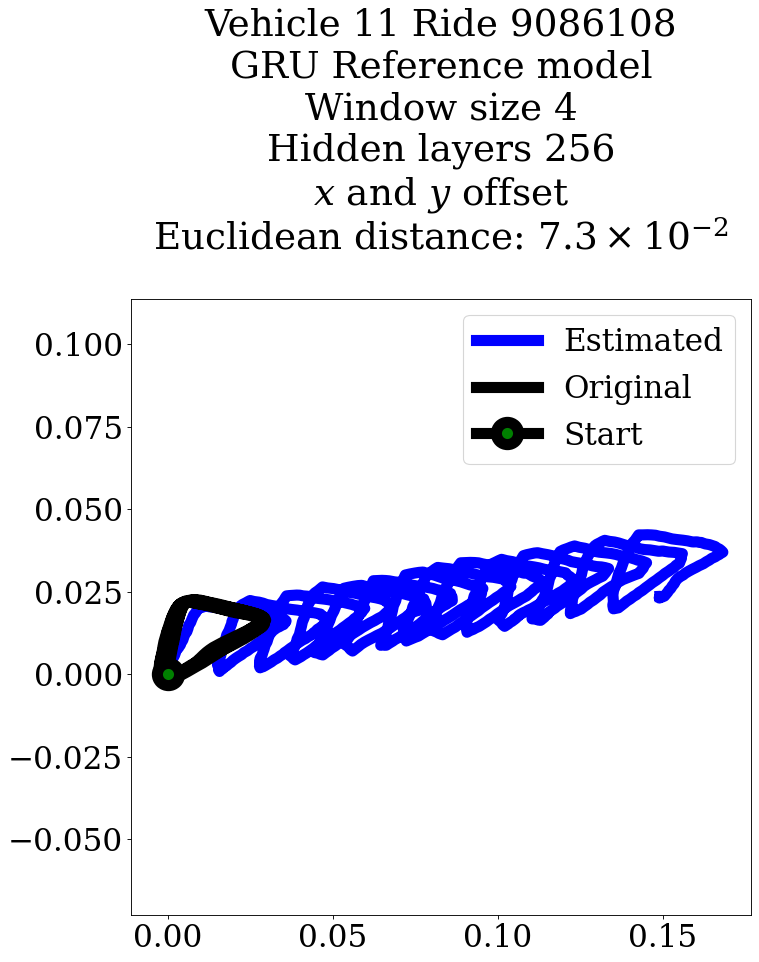 Vehicle 11 Ride 9086108
GRU Reference model
Window size 4
Hidden layers 256
x and y offset
Euclidean distance: 7.3 × 10⁻²
Estimated
Original
Start
0.100
0.075
0.050
0.025
0.000
−0.025
−0.050
0.00 0.05 0.10 0.15